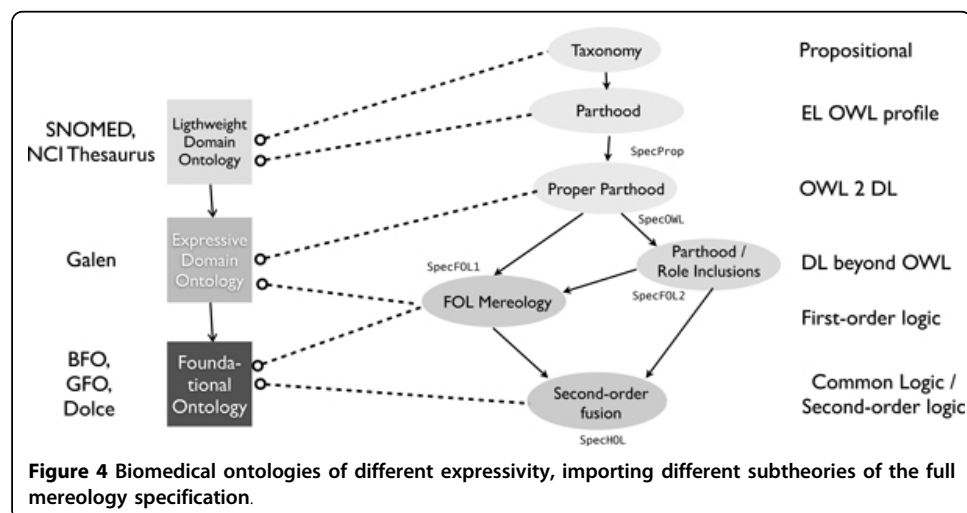 Taxonomy
Propositional
SNOMED,
NCI Thesaurus
Ligthweight
Domain
Ontology
Parthood
EL OWL profile
SpecProp
Proper Parthood
OWL 2 DL
SpecOWL
Galen
Expressive
Domain
Ontology
SpecFOL1
Parthood /
Role Inclusions
DL beyond OWL
FOL Mereology
SpecFOL2
First-order logic
BFO,
GFO,
Dolce
Founda-
tional
Ontology
Second-order
fusion
Common Logic /
Second-order logic
SpecHOL
Figure 4 Biomedical ontologies of different expressivity, importing different subtheories of the full
mereology specification.